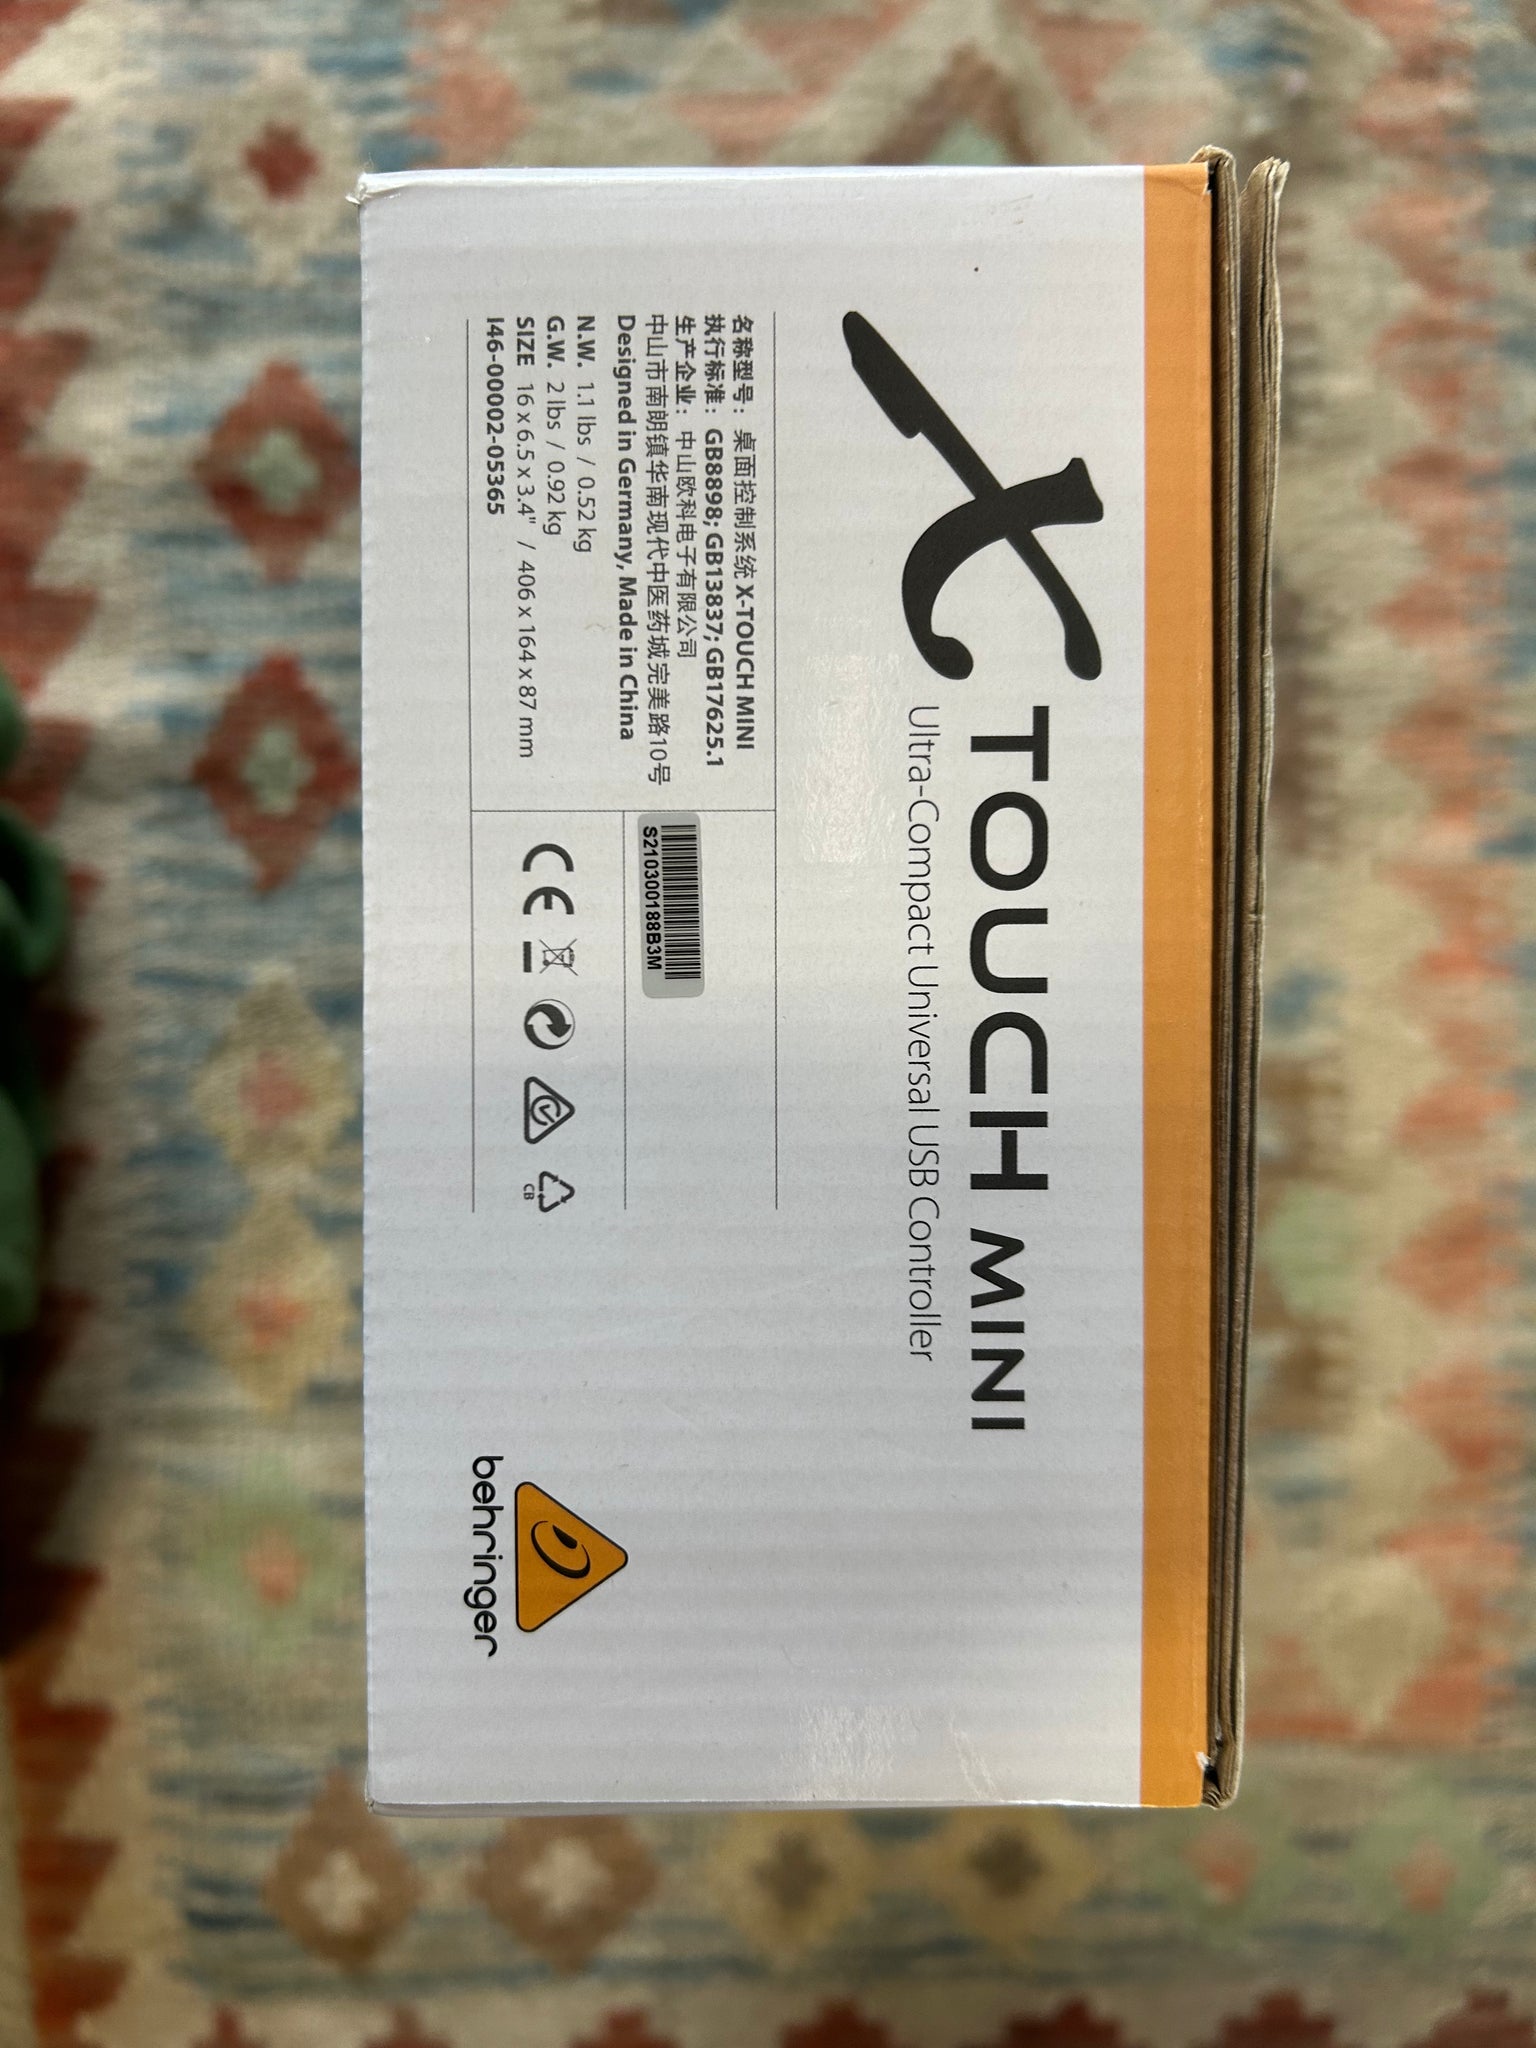 X TOUCH MINI
Ultra-Compact Universal USB Controller
名称型号：桌面控制系统 X-TOUCH MINI
执行标准：GB8898; GB13837; GB17625.1
生产企业：中山欧科电子有限公司
中山市南朗镇华南现代中医药城完美路10号
Designed in Germany, Made in China
N.W. 1.1 lbs / 0.52 kg
G.W. 2 lbs / 0.92 kg
SIZE 16 x 6.5 x 3.4" / 406 x 164 x 87 mm
I46-00002-05365
S210300188B3M
CE
CB
behringer